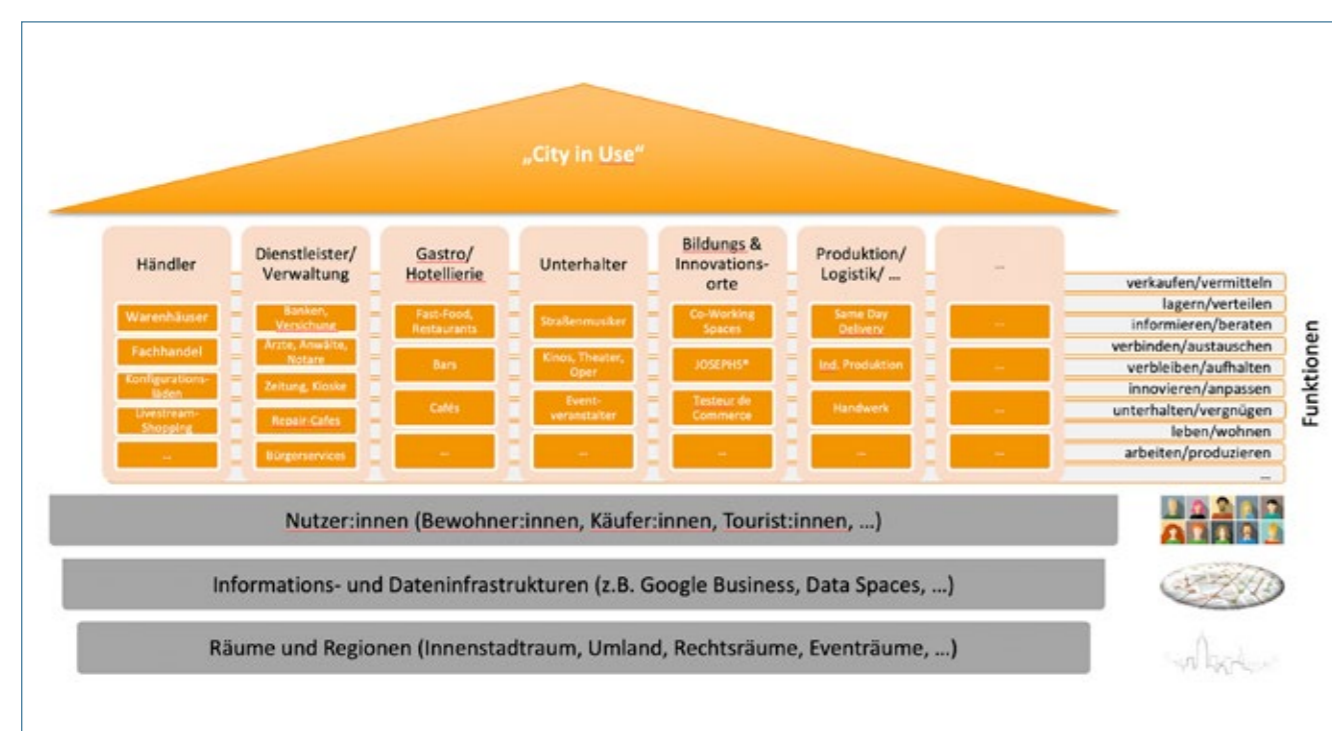 „City in Use“
Händler
Warenhäuser
Fachhandel
Konfigurations-
läden
Livestream-
Shopping
...
Dienstleister/
Verwaltung
Banken,
Versichung
Ärzte, Anwälte,
Notare
Zeitung, Kioske
Repair-Cafes
Bürgerservices
Gastro/
Hotellierie
Fast-Food,
Restaurants
Bars
Cafés
...
Unterhalter
Straßenmusiker
Kinos, Theater,
Oper
Event-
veranstalter
...
Bildungs &
Innovations-
orte
Co-Working
Spaces
JOSEPHS®
Testeur de
Commerce
...
Produktion/
Logistik/ ...
Same Day
Delivery
Ind. Produktion
Handwerk
...
...
...
...
...
...
verkaufen/vermitteln
lagern/verteilen
informieren/beraten
verbinden/austauschen
verbleiben/aufhalten
innovieren/anpassen
unterhalten/vergnügen
leben/wohnen
arbeiten/produzieren
...
Funktionen
Nutzer:innen (Bewohner:innen, Käufer:innen, Tourist:innen, ...)
Informations- und Dateninfrastrukturen (z.B. Google Business, Data Spaces, ...)
Räume und Regionen (Innenstadtraum, Umland, Rechtsräume, Eventräume, ...)